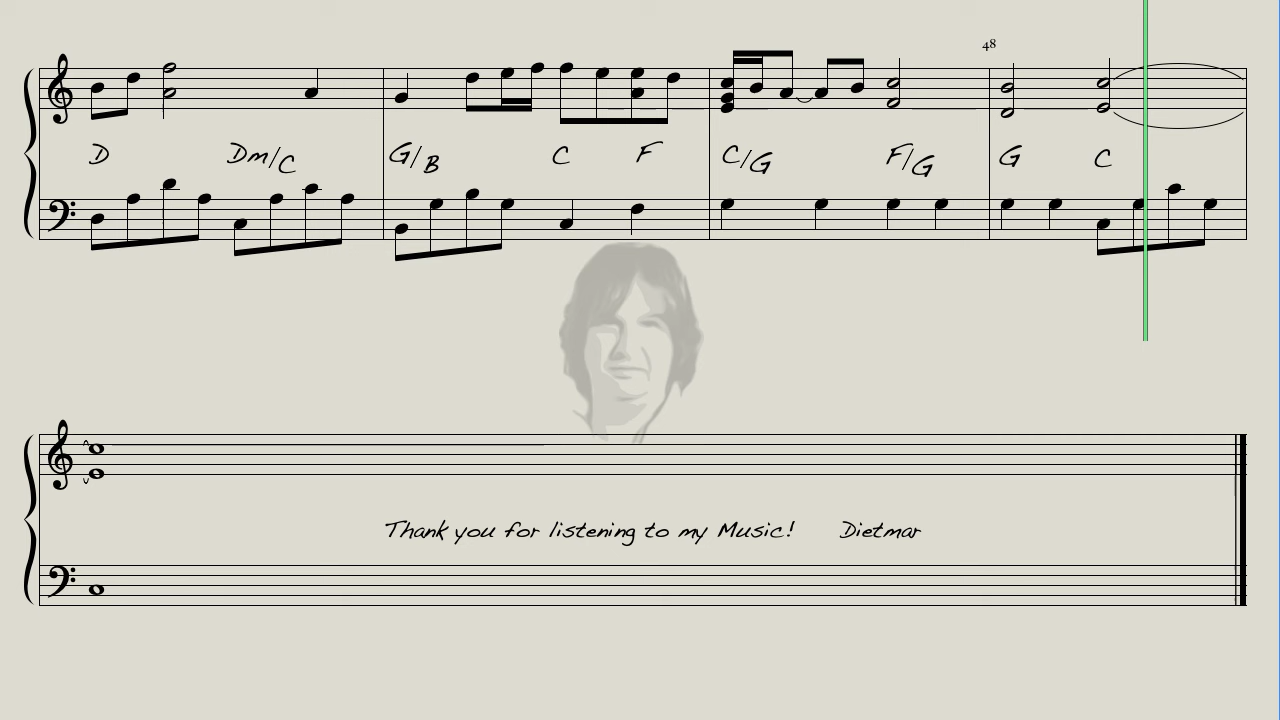 48
D Dm/C G/B C F C/G F/G G C
Thank you for listening to my Music! Dietmar